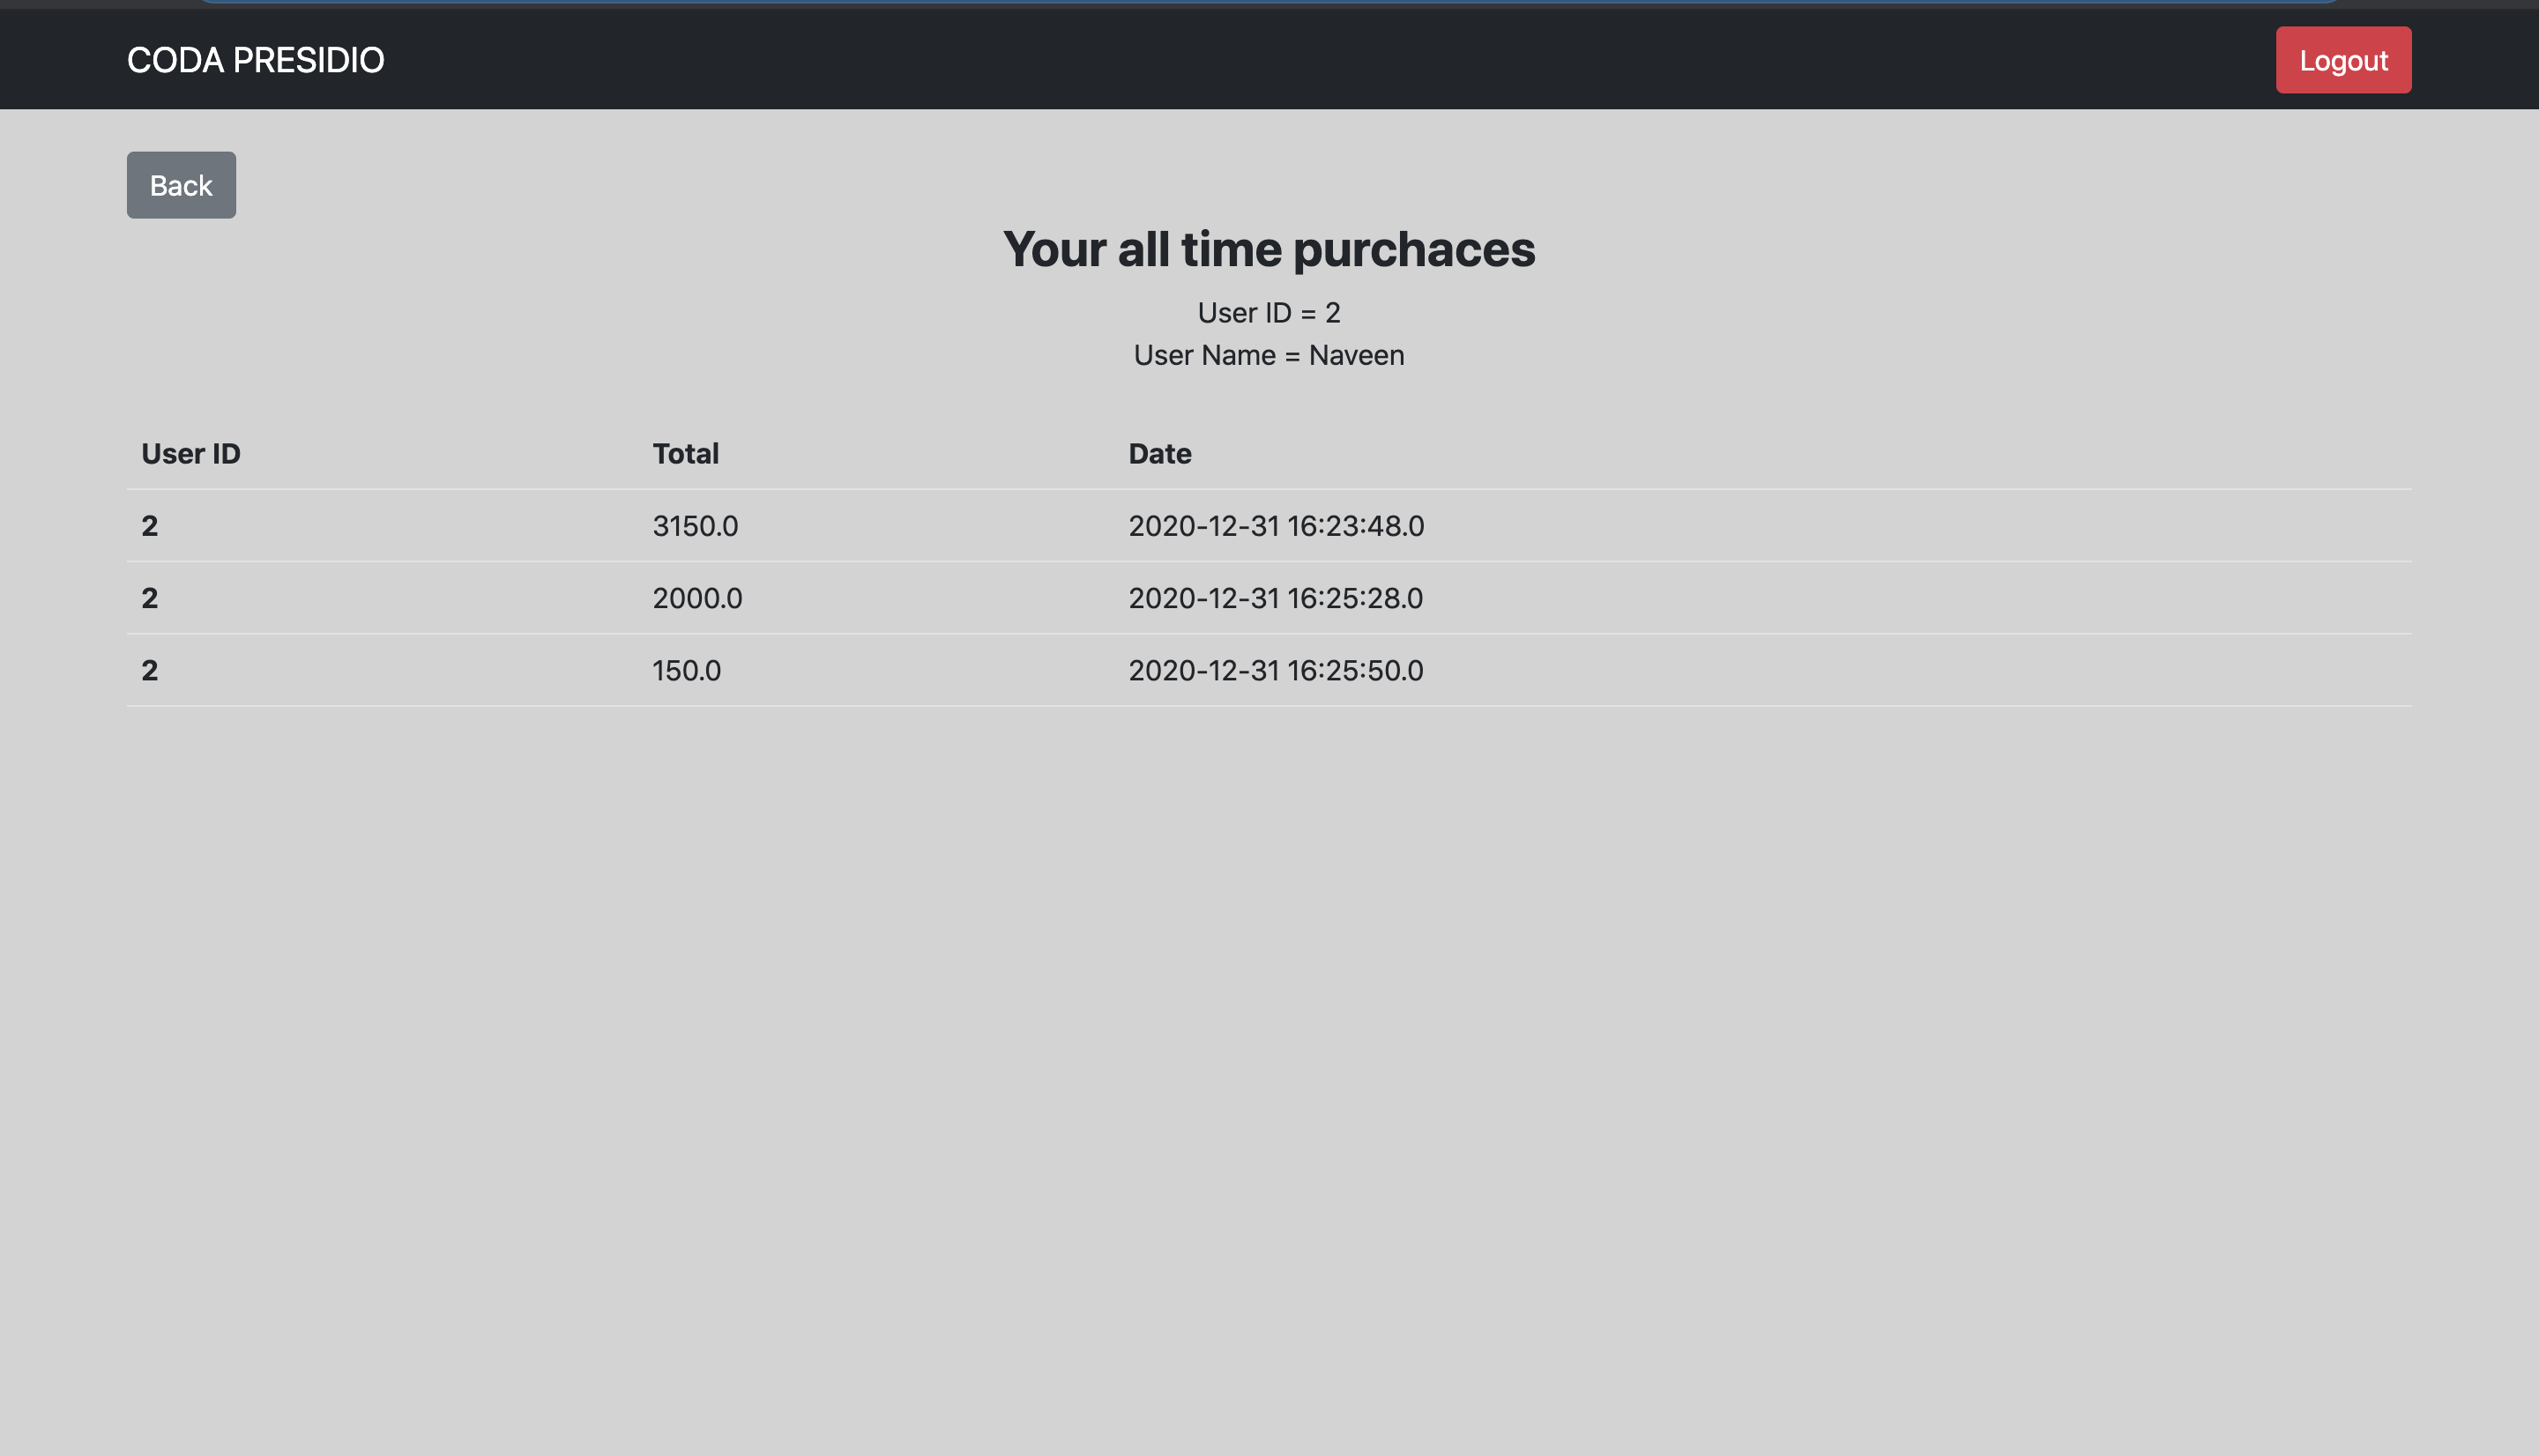 CODA PRESIDIO
Logout
Back
Your all time purchaces
User ID = 2
User Name = Naveen
User ID Total Date
2 3150.0 2020-12-31 16:23:48.0
2 2000.0 2020-12-31 16:25:28.0
2 150.0 2020-12-31 16:25:50.0